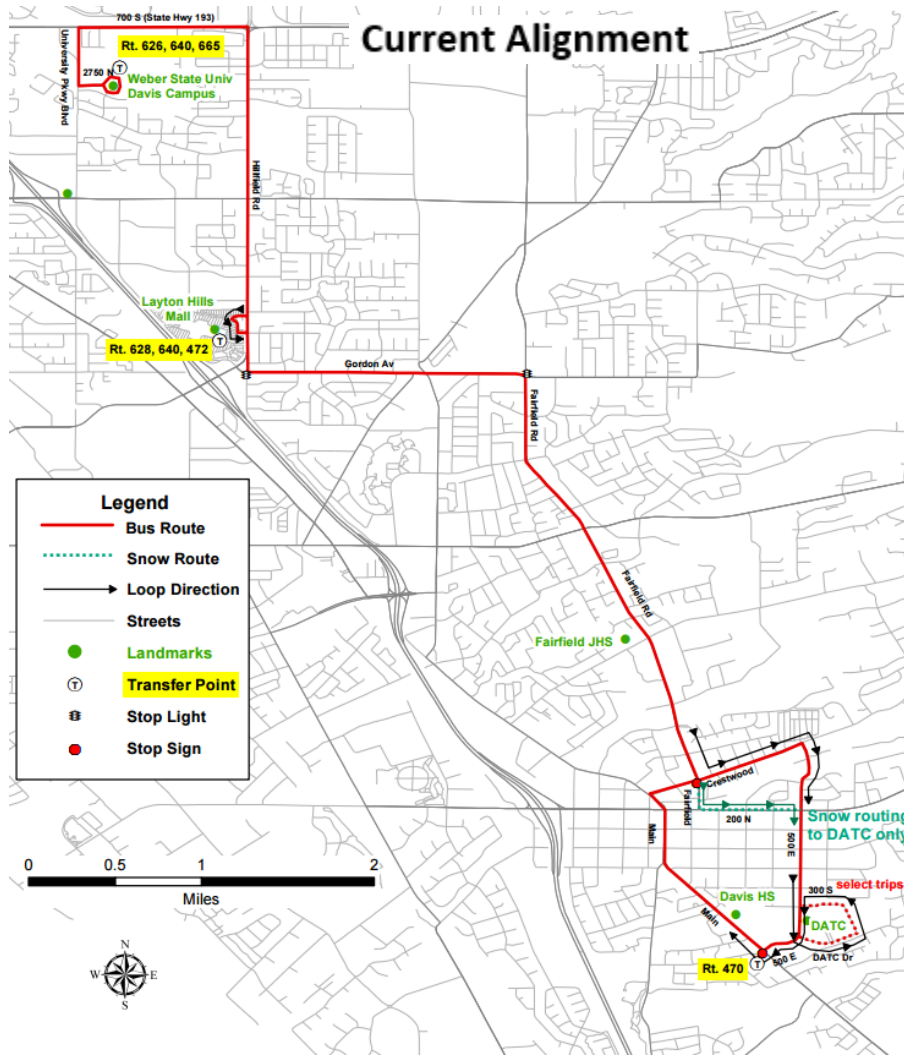 700 S (State Hwy 193)
Current Alignment
University Pkwy Blvd
Rt. 626, 640, 665
T
2750 N
Weber State Univ
Davis Campus
Hillfield Rd
Layton Hills
Mall
T
Rt. 628, 640, 472
Gordon Av
Fairfield Rd
Legend
Bus Route
Snow Route
Loop Direction
Streets
Landmarks
T
Transfer Point
Stop Light
Stop Sign
Fairfield Rd
Fairfield JHS
Crestwood
Fairfield
Main
200 N
Snow routing
to DATC only
500 E
0
0.5
1
2
Miles
300 S
select trips
Davis HS
DATC
Main
DATC Dr
500 E
T
Rt. 470
N
W
E
S